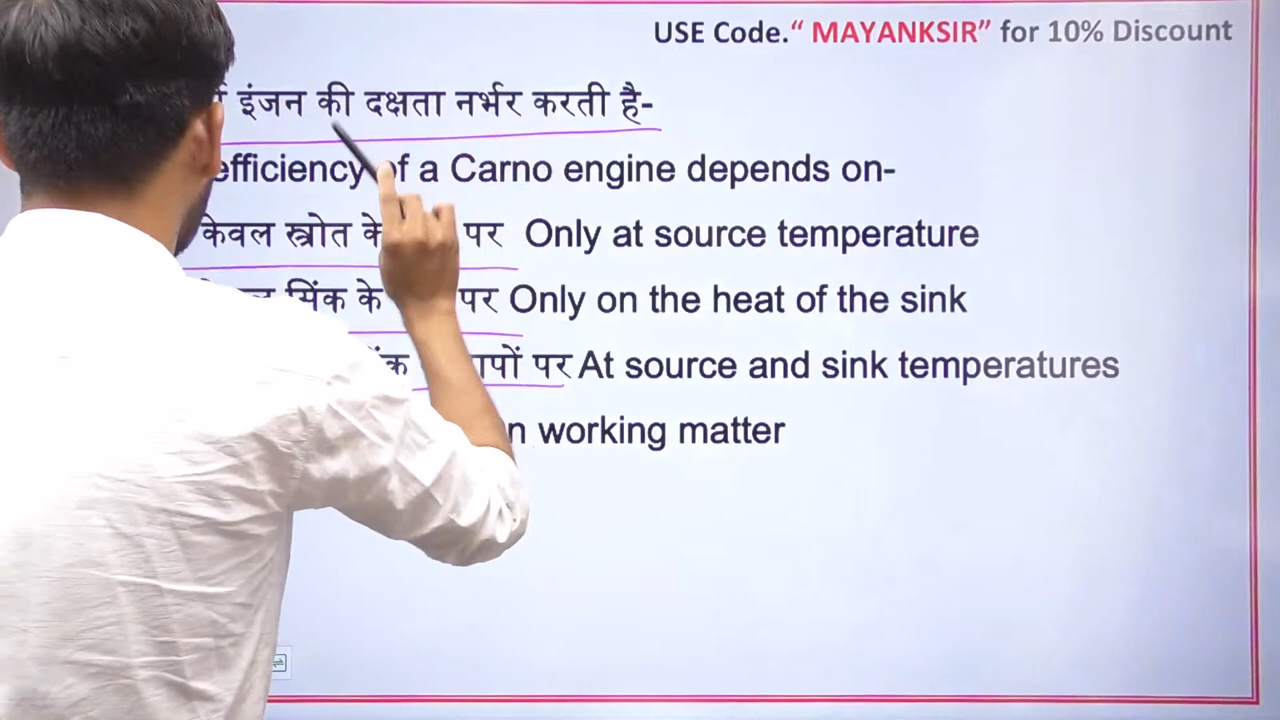 USE Code.“ MAYANKSIR” for 10% Discount
इंजन की दक्षता नर्भर करती है-
efficiency of a Carno engine depends on-
केवल स्त्रोत के पर Only at source temperature
सिंक के पर Only on the heat of the sink
पर At source and sink temperatures
working matter